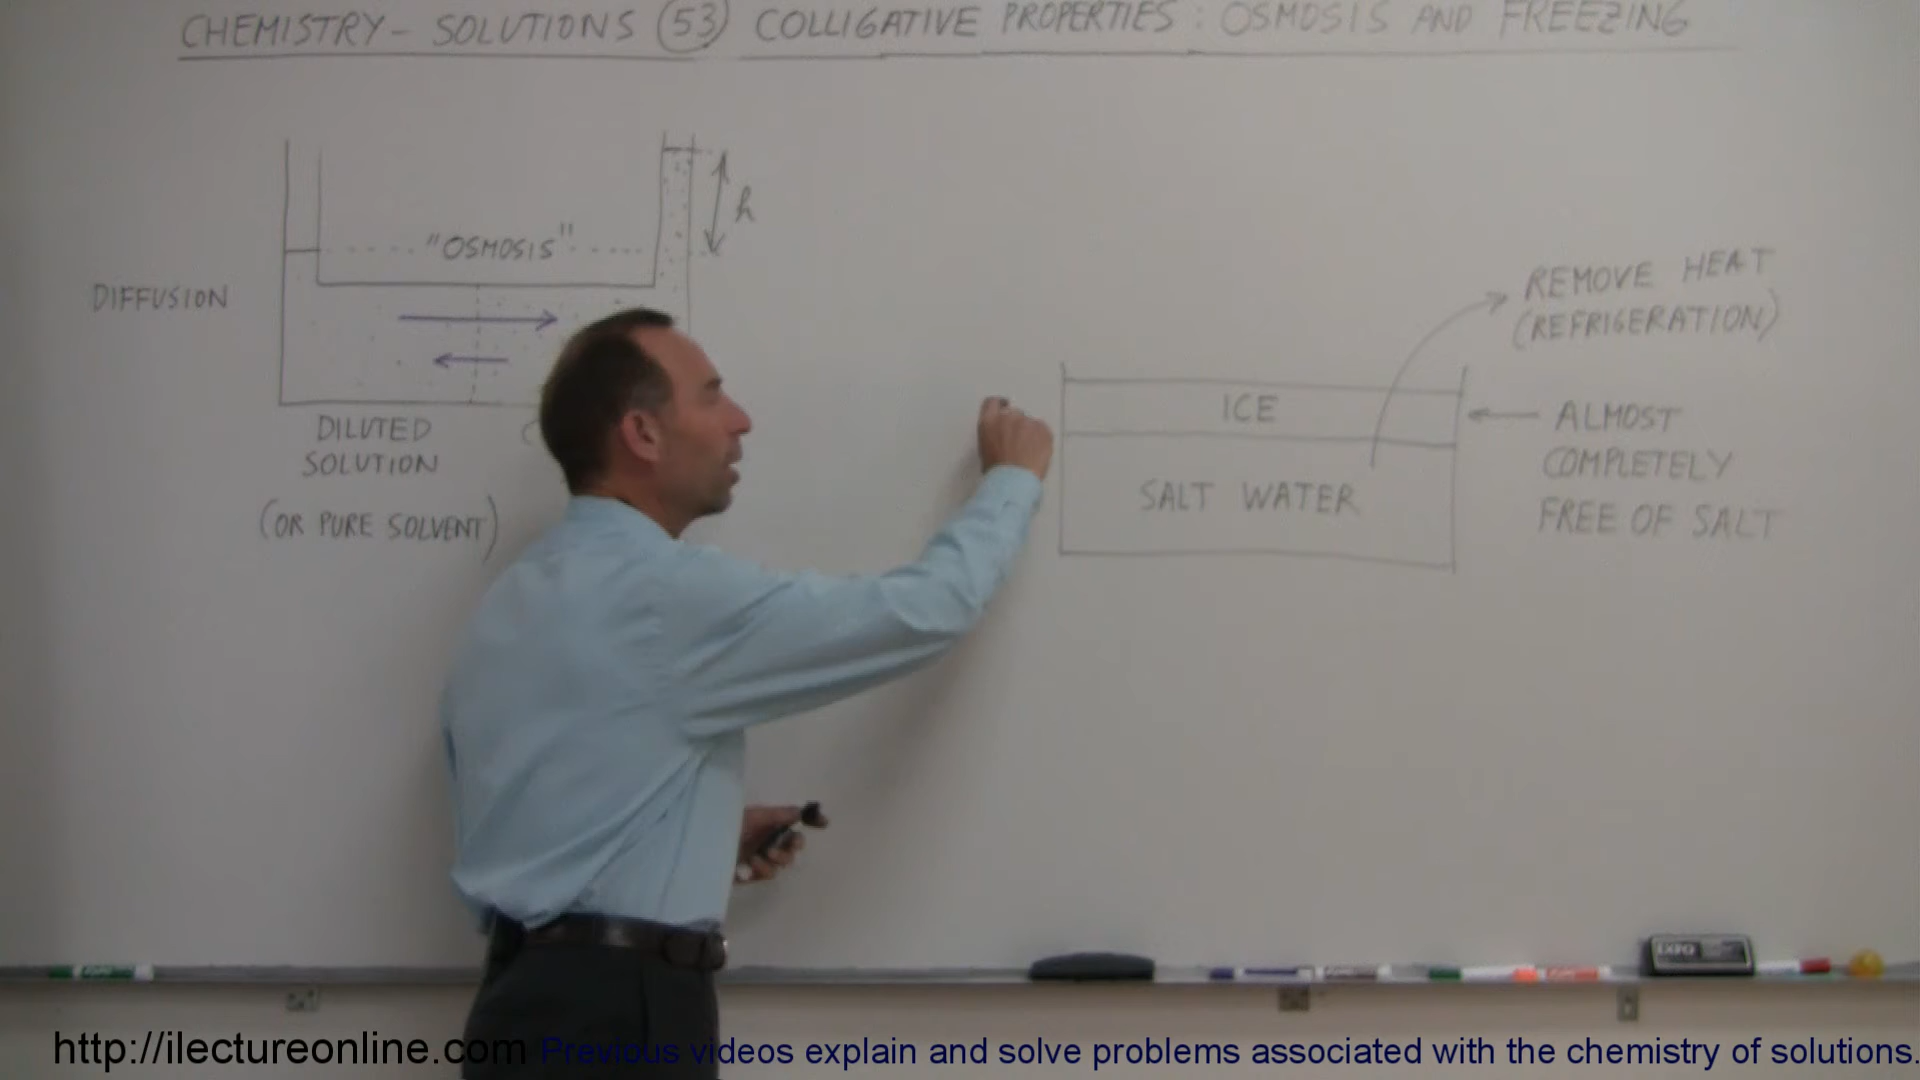 CHEMISTRY - SOLUTIONS 53 COLLIGATIVE PROPERTIES : OSMOSIS AND FREEZING
"OSMOSIS"
h
DIFFUSION
DILUTED
SOLUTION
(OR PURE SOLVENT)
REMOVE HEAT
(REFRIGERATION)
ICE
SALT WATER
ALMOST
COMPLETELY
FREE OF SALT
EXPO
http://ilectureonline.com Previous videos explain and solve problems associated with the chemistry of solutions.